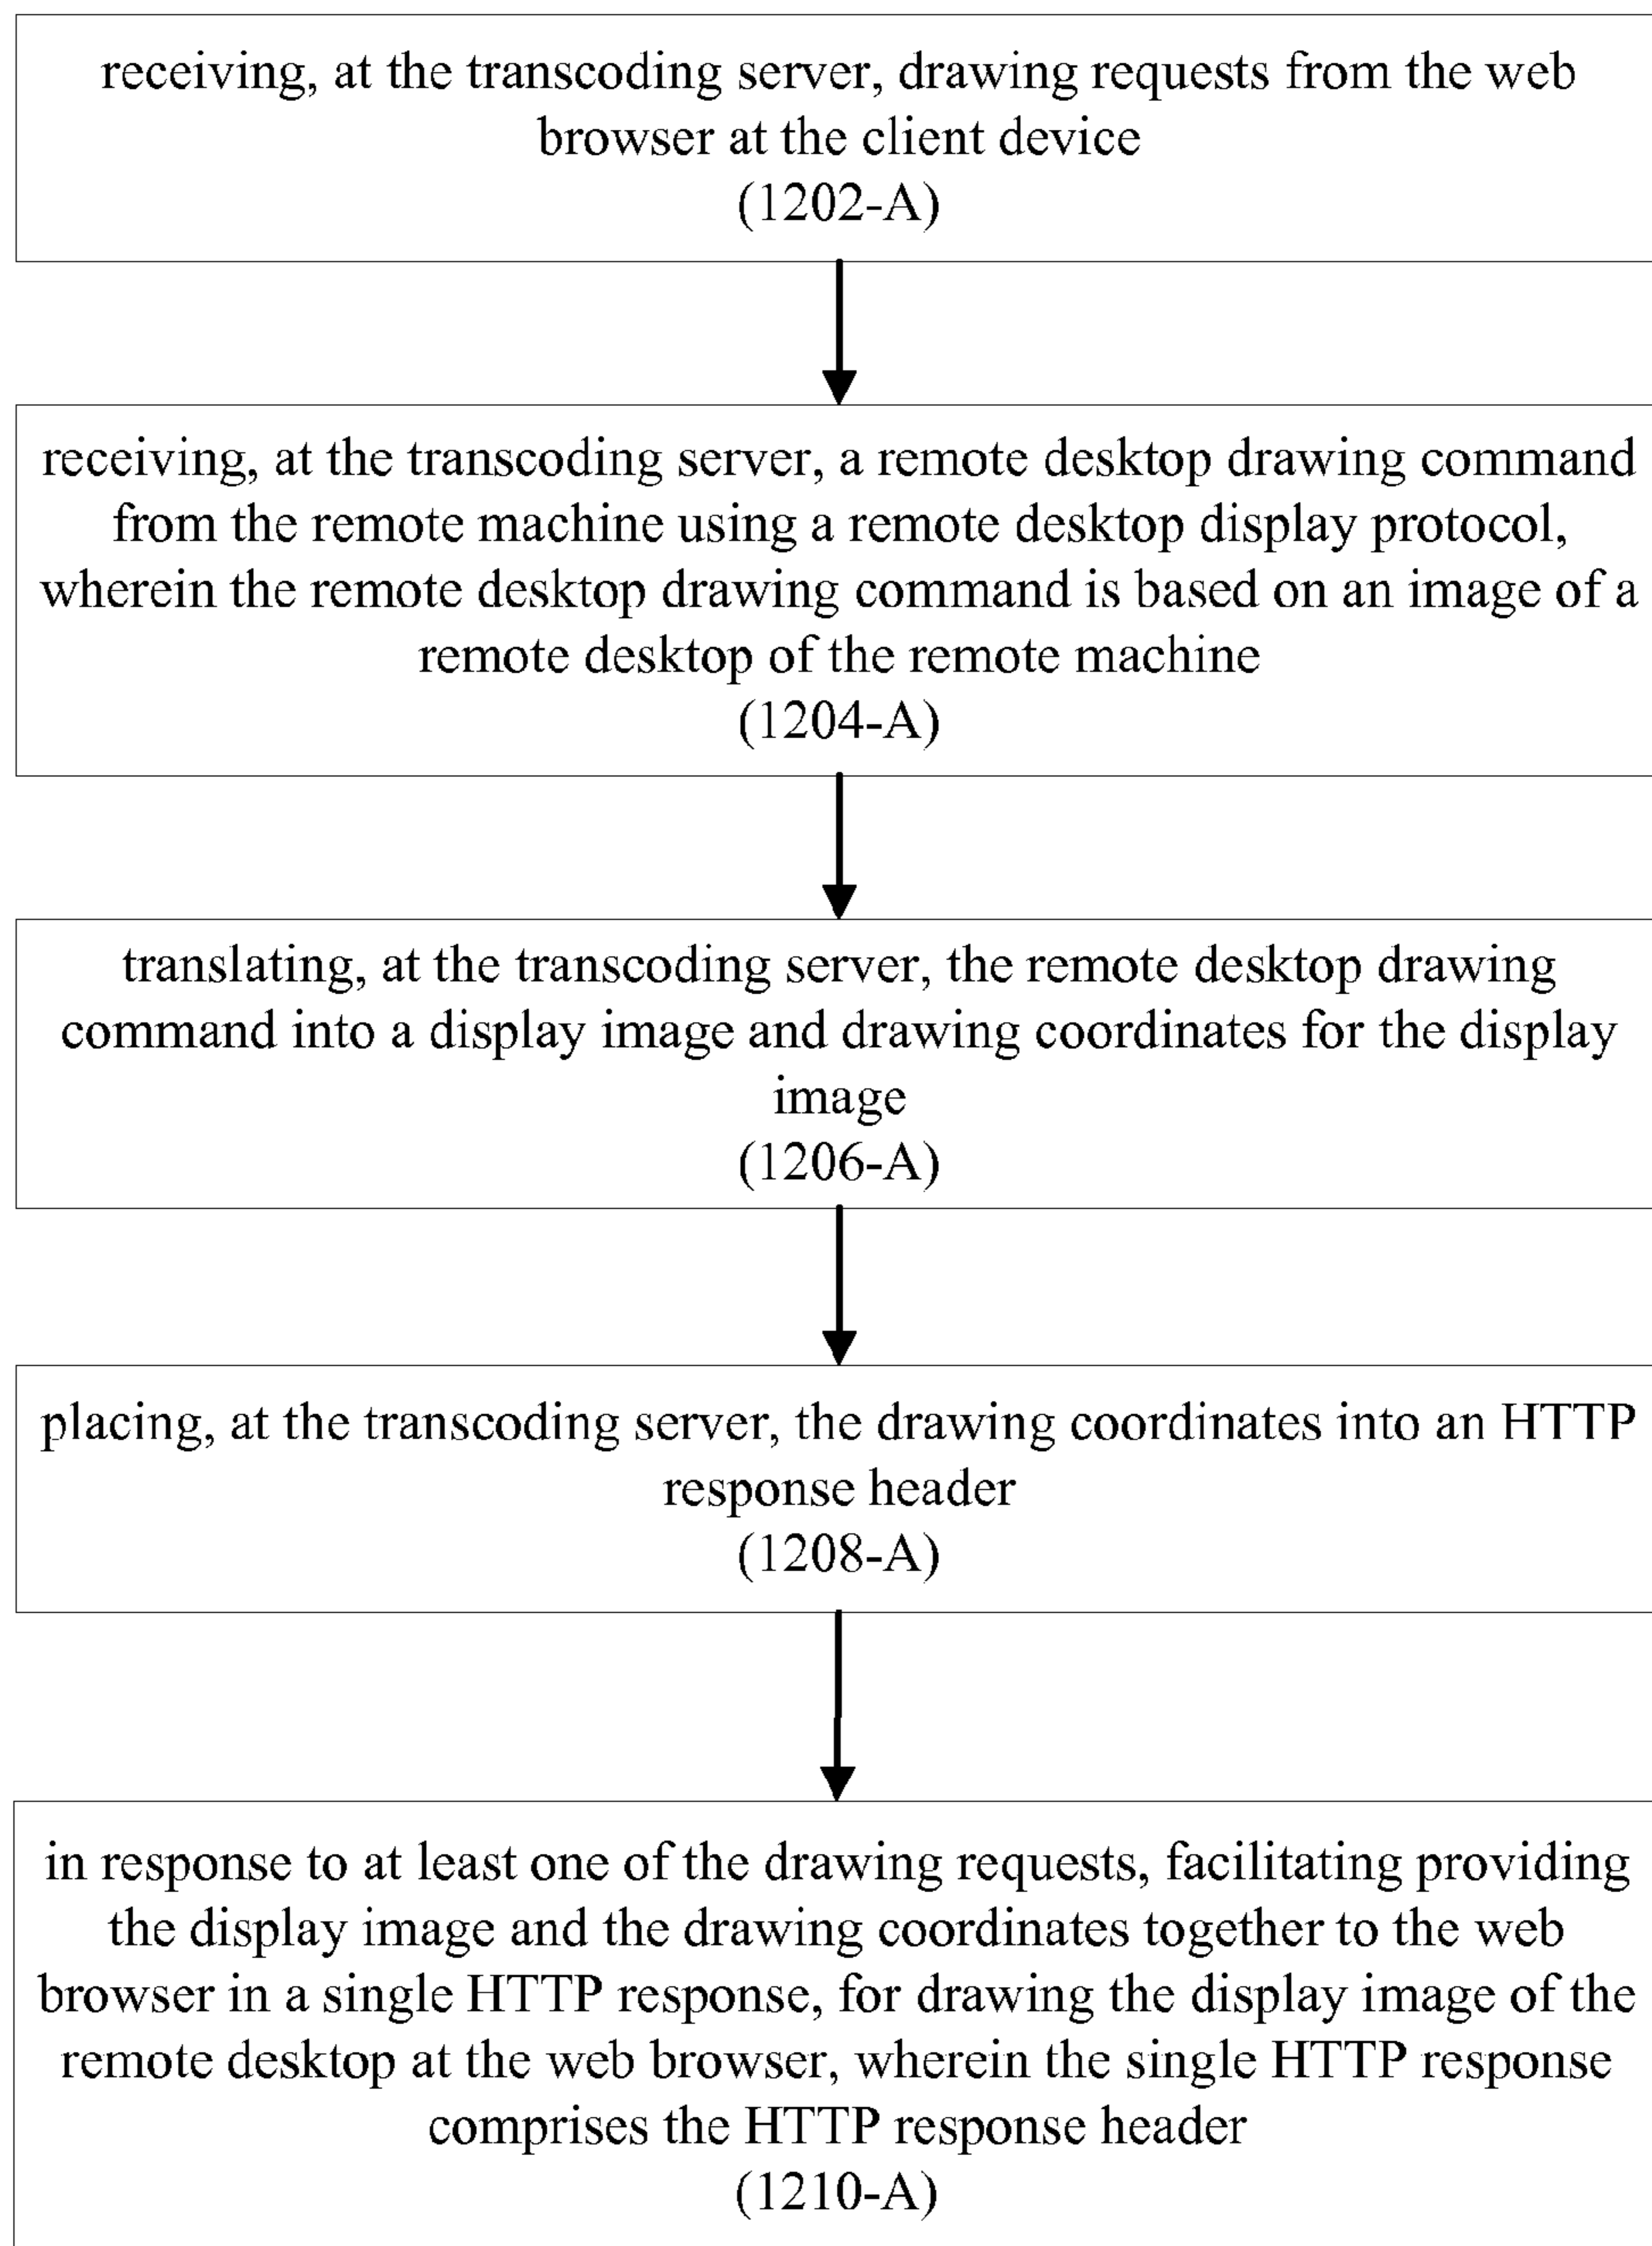 receiving, at the transcoding server, drawing requests from the web
browser at the client device
(1202-A)
receiving, at the transcoding server, a remote desktop drawing command
from the remote machine using a remote desktop display protocol,
wherein the remote desktop drawing command is based on an image of a
remote desktop of the remote machine
(1204-A)
translating, at the transcoding server, the remote desktop drawing
command into a display image and drawing coordinates for the display
image
(1206-A)
placing, at the transcoding server, the drawing coordinates into an HTTP
response header
(1208-A)
in response to at least one of the drawing requests, facilitating providing
the display image and the drawing coordinates together to the web
browser in a single HTTP response, for drawing the display image of the
remote desktop at the web browser, wherein the single HTTP response
comprises the HTTP response header
(1210-A)